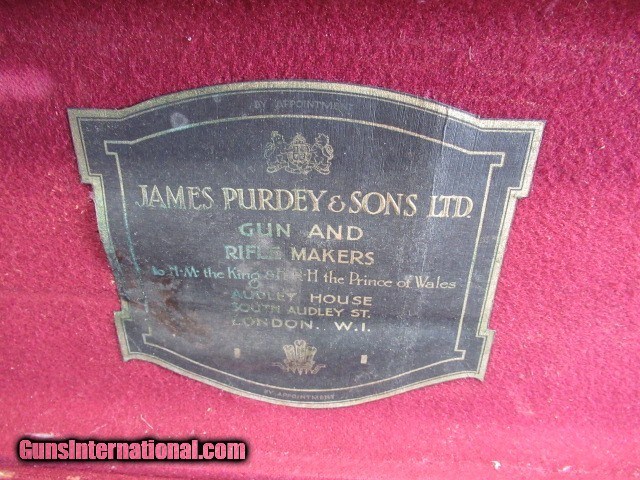 BY APPOINTMENT
JAMES PURDEY & SONS LTD.
GUN AND
RIFLE MAKERS
to H·M· the King & H·R·H the Prince of Wales
AUDLEY HOUSE
SOUTH AUDLEY ST.
LONDON., W.I.
BY APPOINTMENT
GunsInternational.com